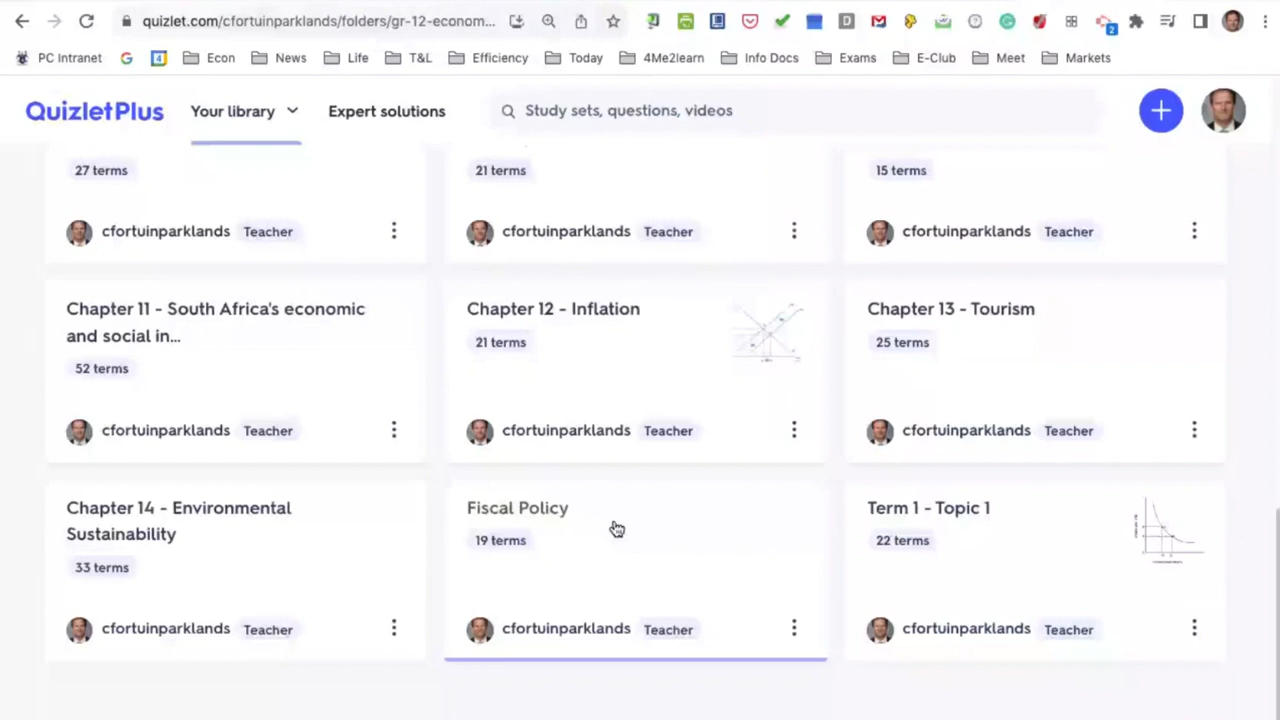 quizlet.com/cfortuinparklands/folders/gr-12-econom...
2
PC Intranet
4
Econ
News
Life
T&L
Efficiency
Today
4Me2learn
Info Docs
Exams
E-Club
Meet
Markets
QuizletPlus
Your library
Expert solutions
Study sets, questions, videos
27 terms
21 terms
15 terms
cfortuinparklands Teacher
cfortuinparklands Teacher
cfortuinparklands Teacher
Chapter 11 - South Africa's economic
and social in...
52 terms
Chapter 12 - Inflation
21 terms
Chapter 13 - Tourism
25 terms
cfortuinparklands Teacher
cfortuinparklands Teacher
cfortuinparklands Teacher
Chapter 14 - Environmental
Sustainability
33 terms
Fiscal Policy
19 terms
Term 1 - Topic 1
22 terms
cfortuinparklands Teacher
cfortuinparklands Teacher
cfortuinparklands Teacher